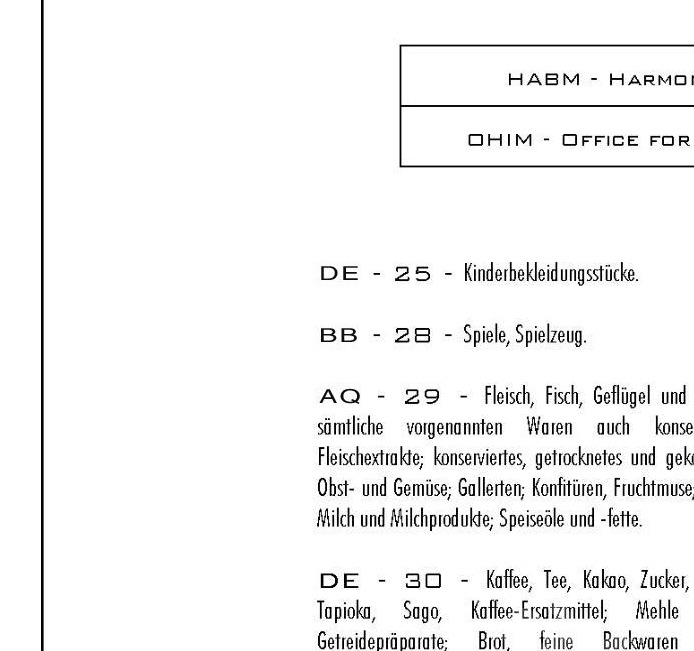 HABM - HARMO
OHIM - OFFICE FOR
DE - 25 - Kinderbekleidungsstücke.
BB - 28 - Spiele, Spielzeug.
AQ - 29 - Fleisch, Fisch, Geflügel und
sämtliche vorgenannten Waren auch konse
Fleischextrakte; konserviertes, getrocknetes und geko
Obst- und Gemüse; Gallerten; Konfitüren, Fruchtmuse;
Milch und Milchprodukte; Speiseöle und -fette.
DE - 30 - Kaffee, Tee, Kakao, Zucker,
Tapioka, Sago, Kaffee-Ersatzmittel; Mehle
Getreidepräparate; Brot, feine Backwaren